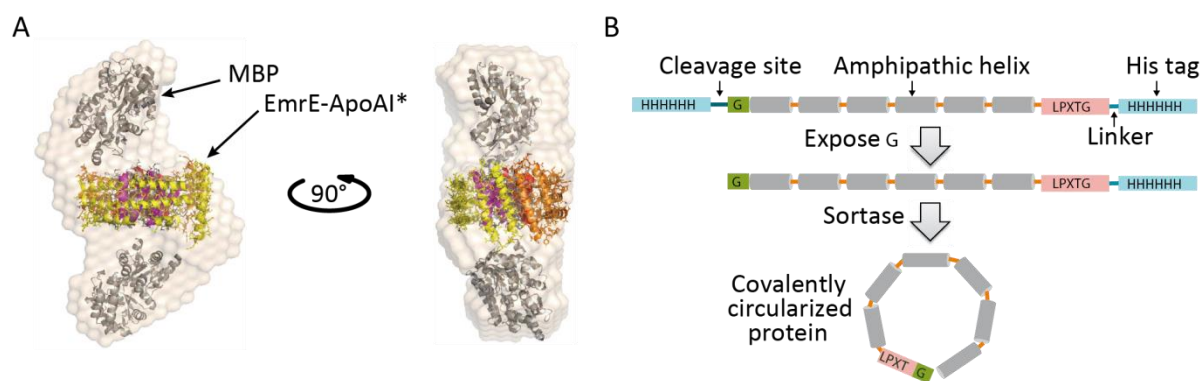 A
MBP
EmrE-ApoAI*
90°
B
Cleavage site
Amphipathic helix
His tag
HHHHHH
G
LPXTG
HHHHHH
Linker
Expose G
G
LPXTG
HHHHHH
Sortase
Covalently
circularized
protein
LPXT
G